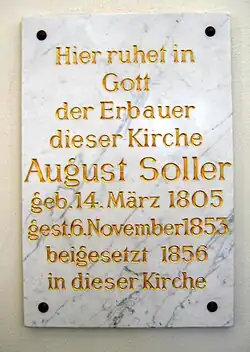 Hier ruhet in
Gott
der Erbauer
dieser Kirche
August Soller
geb. 14. März 1805
gest.6.November1853
beigesetzt 1856
in dieser Kirche